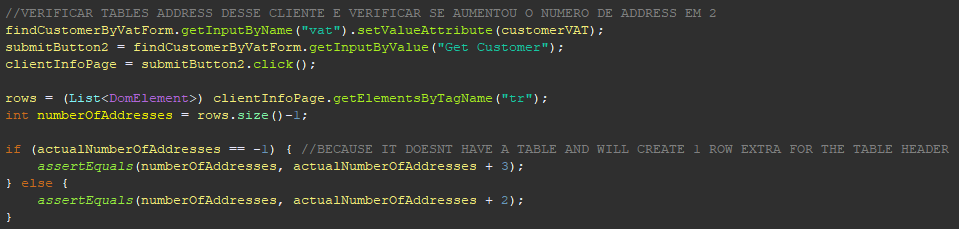 //VERIFICAR TABLES ADDRESS DESSE CLIENTE E VERIFICAR SE AUMENTOU O NUMERO DE ADDRESS EM 2
findCustomerByVatForm.getInputByName("vat").setValueAttribute(customerVAT);
submitButton2 = findCustomerByVatForm.getInputByValue("Get Customer");
clientInfoPage = submitButton2.click();

rows = (List<DomElement>) clientInfoPage.getElementsByTagName("tr");
int numberOfAddresses = rows.size()-1;

if (actualNumberOfAddresses == -1) { //BECAUSE IT DOESNT HAVE A TABLE AND WILL CREATE 1 ROW EXTRA FOR THE TABLE HEADER
    assertEquals(numberOfAddresses, actualNumberOfAddresses + 3);
} else {
    assertEquals(numberOfAddresses, actualNumberOfAddresses + 2);
}